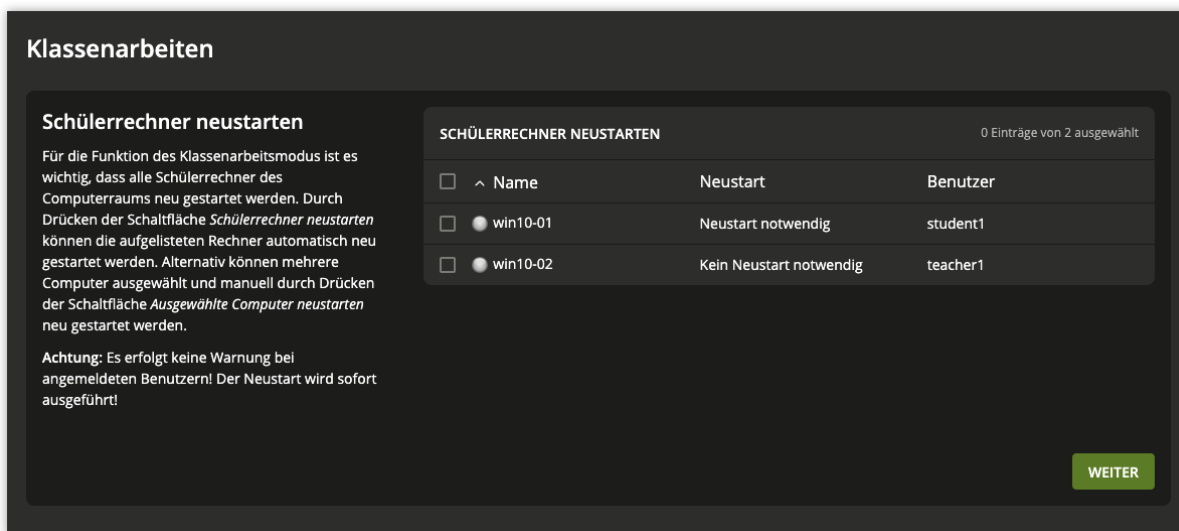 Klassenarbeiten
Schülerrechner neustarten
Für die Funktion des Klassenarbeitsmodus ist es
wichtig, dass alle Schülerrechner des
Computerraums neu gestartet werden. Durch
Drücken der Schaltfläche Schülerrechner neustarten
können die aufgelisteten Rechner automatisch neu
gestartet werden. Alternativ können mehrere
Computer ausgewählt und manuell durch Drücken
der Schaltfläche Ausgewählte Computer neustarten
neu gestartet werden.
Achtung: Es erfolgt keine Warnung bei
angemeldeten Benutzern! Der Neustart wird sofort
ausgeführt!
SCHÜLERRECHNER NEUSTARTEN 0 Einträge von 2 ausgewählt
Name Neustart Benutzer
win10-01 Neustart notwendig student1
win10-02 Kein Neustart notwendig teacher1
WEITER